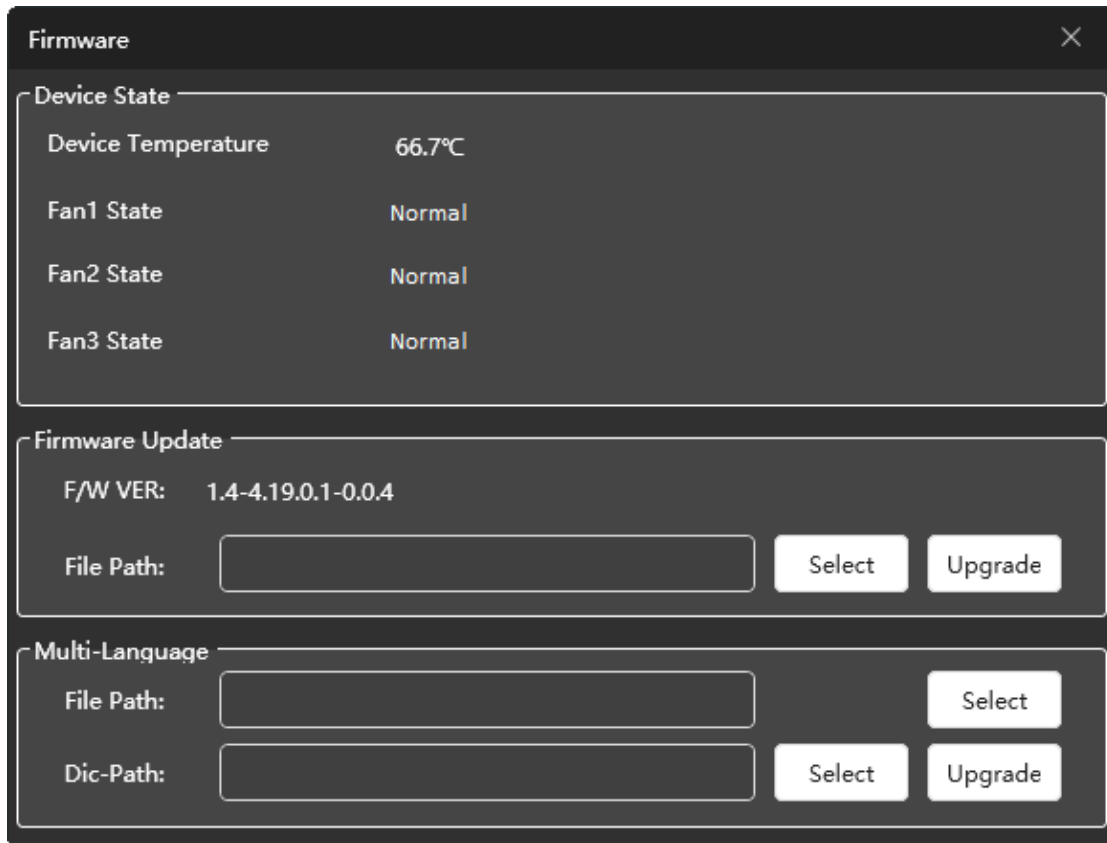 Firmware
Device State
Device Temperature 66.7℃
Fan1 State Normal
Fan2 State Normal
Fan3 State Normal
Firmware Update
F/W VER: 1.4-4.19.0.1-0.0.4
File Path: Select Upgrade
Multi-Language
File Path: Select
Dic-Path: Select Upgrade